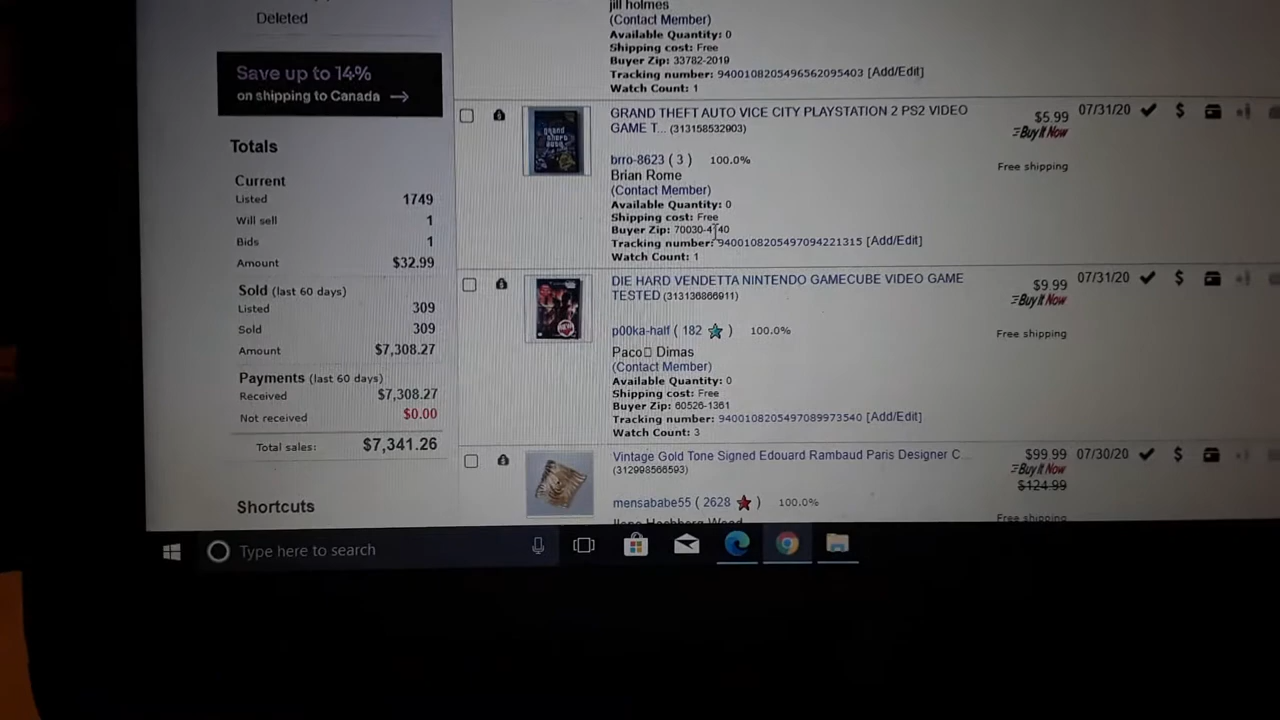 Deleted
Save up to 14%
on shipping to Canada →
Totals
Current
Listed 1749
Will sell 1
Bids 1
Amount $32.99
Sold (last 60 days)
Listed 309
Sold 309
Amount $7,308.27
Payments (last 60 days)
Received $7,308.27
Not received $0.00
Total sales: $7,341.26
Shortcuts
jill holmes
(Contact Member)
Available Quantity: 0
Shipping cost: Free
Buyer Zip: 33782-2019
Tracking number: 9400108205496562095403 [Add/Edit]
Watch Count: 1
GRAND THEFT AUTO VICE CITY PLAYSTATION 2 PS2 VIDEO
GAME T... (313158532903)
$5.99 07/31/20
Buy It Now
brro-8623 ( 3 ) 100.0%
Free shipping
Brian Rome
(Contact Member)
Available Quantity: 0
Shipping cost: Free
Buyer Zip:
Tracking number: 9400108205497094221315 [Add/Edit]
Watch Count: 1
DIE HARD VENDETTA NINTENDO GAMECUBE VIDEO GAME
TESTED (313136866911)
$9.99 07/31/20
Buy It Now
p00ka-half ( 182 ) 100.0%
Free shipping
Paco Dimas
(Contact Member)
Available Quantity: 0
Shipping cost: Free
Buyer Zip: 60526-1361
Tracking number: 9400108205497089973540 [Add/Edit]
Watch Count: 3
Vintage Gold Tone Signed Edouard Rambaud Paris Designer C...
(312998566593)
$99.99 07/30/20
Buy It Now
$124.99
mensababe55 ( 2628 ) 100.0%
Free shipping
Type here to search